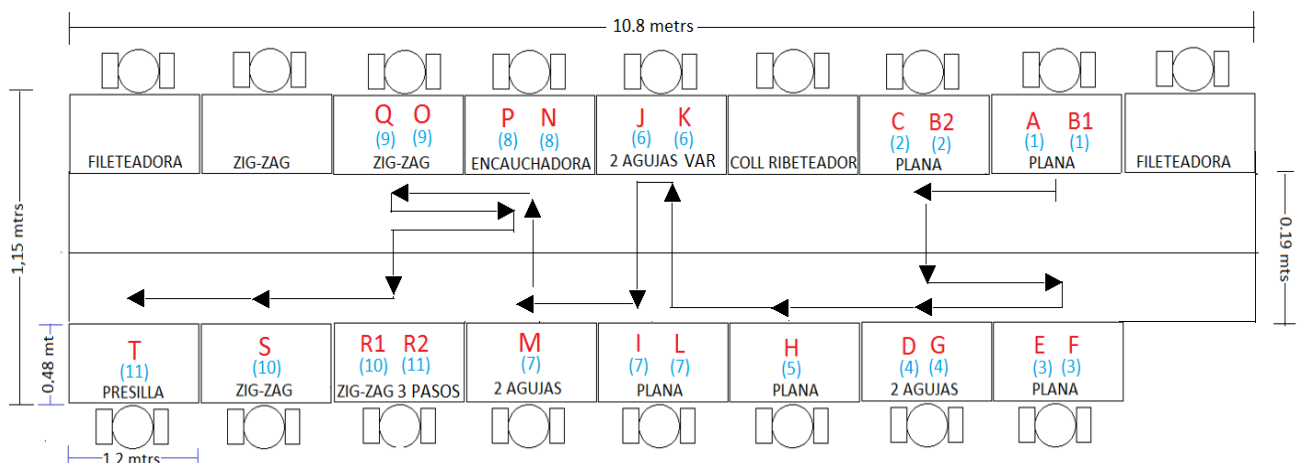 10.8 metrs
Q O
(9) (9)
P N
(8) (8)
J K
(6) (6)
C B2
(2) (2)
A B1
(1) (1)
FILETEADORA
ZIG-ZAG
ZIG-ZAG
ENCAUCHADORA
2 AGUJAS VAR
COLL RIBETEADOR
PLANA
PLANA
FILETEADORA
1,15 mtrs
0.19 mts
0.48 mt
T
(11)
PRESILLA
S
(10)
ZIG-ZAG
R1 R2
(10) (11)
ZIG-ZAG 3 PASOS
M
(7)
2 AGUJAS
I L
(7) (7)
PLANA
H
(5)
PLANA
D G
(4) (4)
2 AGUJAS
E F
(3) (3)
PLANA
1.2 mtrs